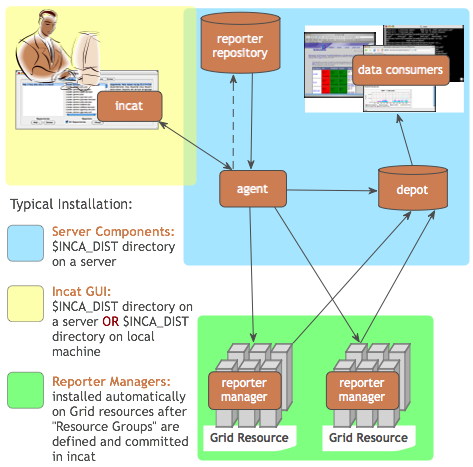 reporter
repository
data consumers
incat
agent
depot
Typical Installation:
Server Components:
$INCA_DIST directory
on a server
Incat GUI:
$INCA_DIST directory on
a server OR $INCA_DIST
directory on local
machine
Reporter Managers:
installed automatically
on Grid resources after
"Resource Groups" are
defined and committed
in incat
reporter
manager
Grid Resource
reporter
manager
Grid Resource